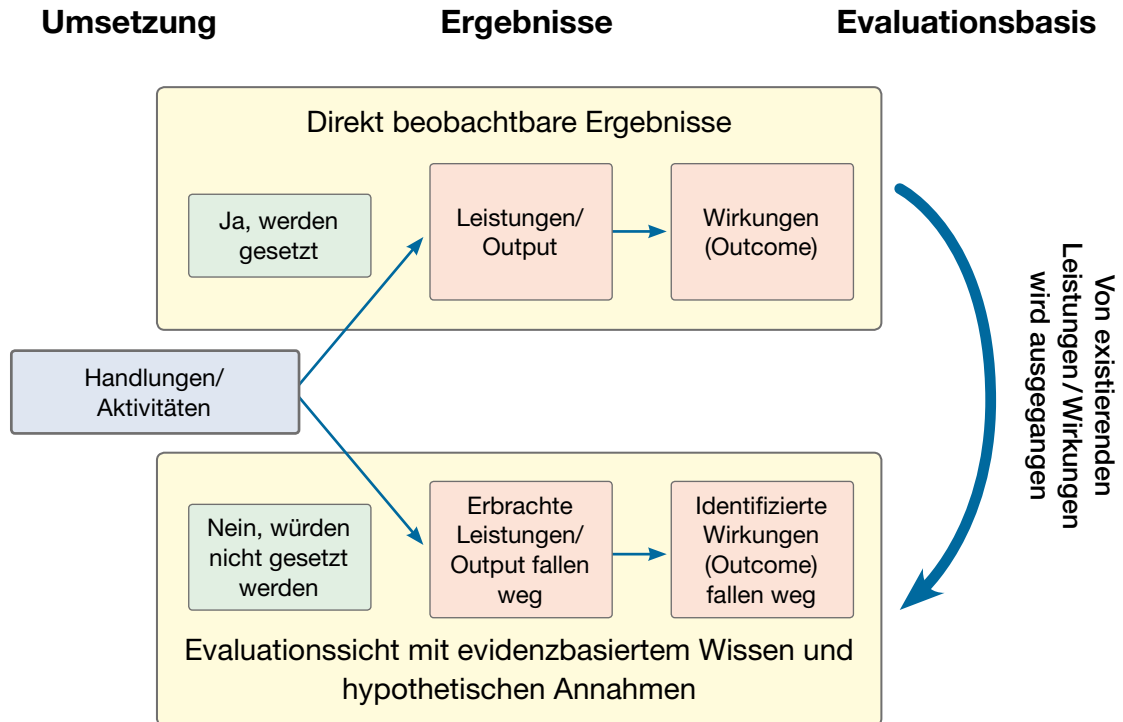 Umsetzung
Ergebnisse
Evaluationsbasis
Direkt beobachtbare Ergebnisse
Ja, werden
gesetzt
Leistungen/
Output
Wirkungen
(Outcome)
Handlungen/
Aktivitäten
Nein, würden
nicht gesetzt
werden
Erbrachte
Leistungen/
Output fallen
weg
Identifizierte
Wirkungen
(Outcome)
fallen weg
Evaluationssicht mit evidenzbasiertem Wissen und
hypothetischen Annahmen
Von existierenden
Leistungen / Wirkungen
wird ausgegangen